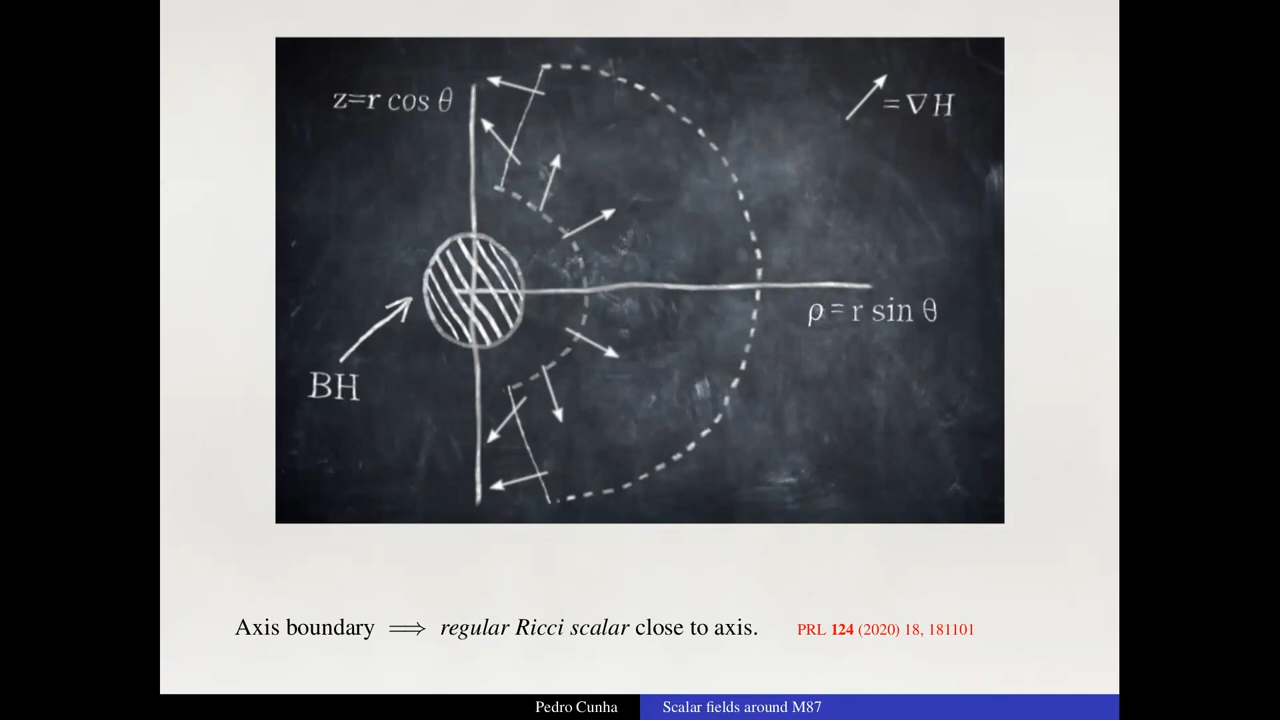 z=r cos θ
= ∇H
ρ = r sin θ
BH
Axis boundary ⟹ regular Ricci scalar close to axis. PRL 124 (2020) 18, 181101
Pedro Cunha Scalar fields around M87